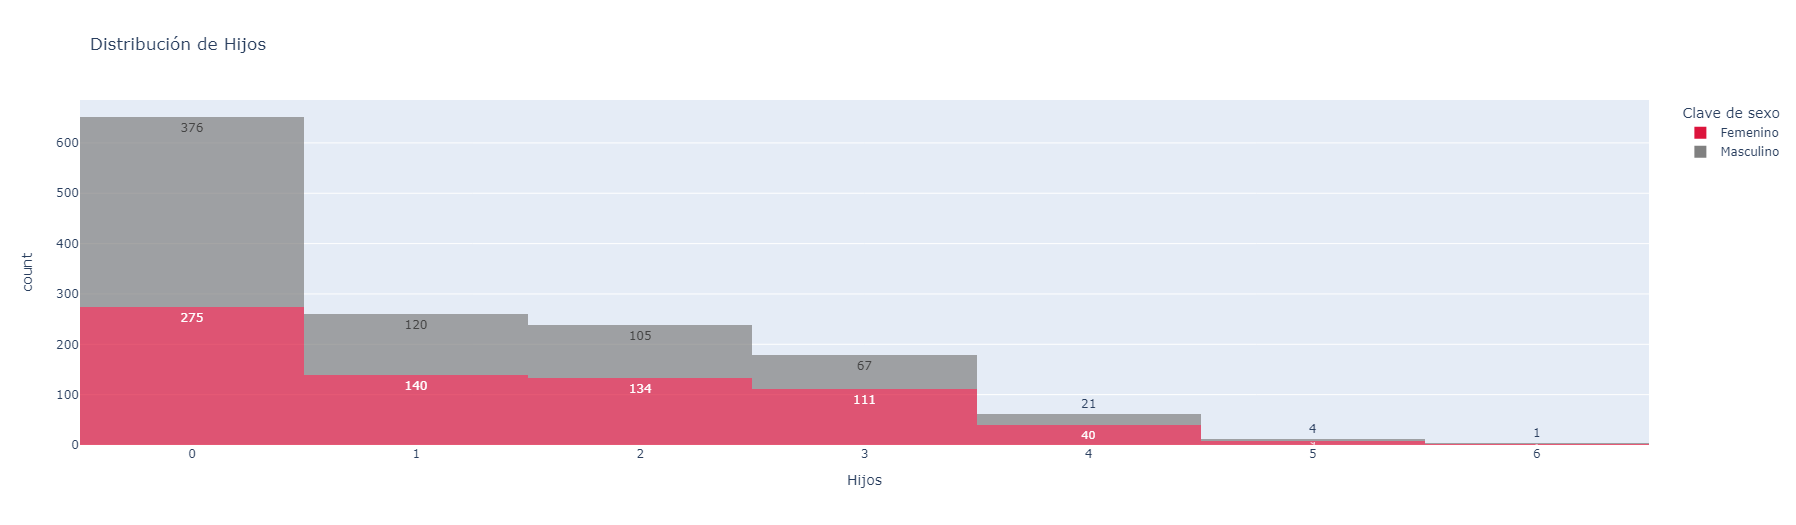 Distribución de Hijos
Clave de sexo
Femenino
Masculino
count
600
500
400
300
200
100
0
376
275
120
140
105
134
67
111
21
40
4
1
0 1 2 3 4 5 6
Hijos